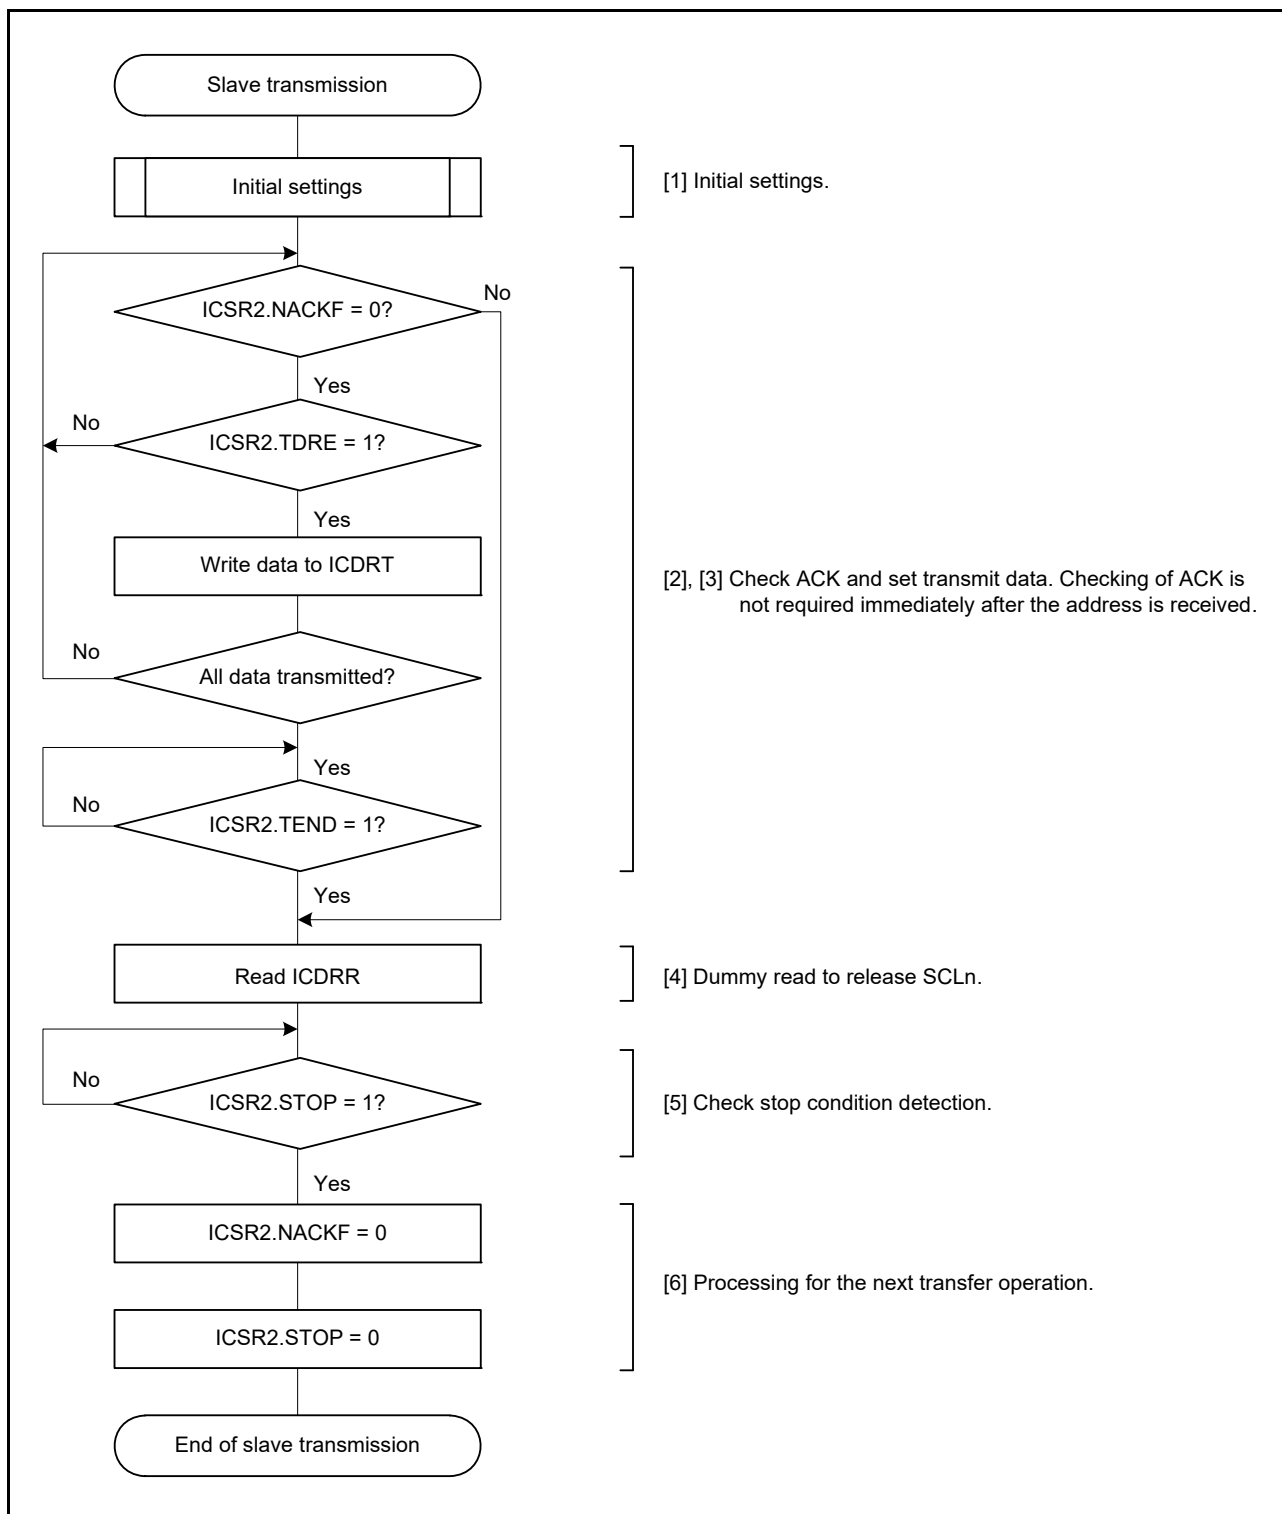 Slave transmission
Initial settings
[1] Initial settings.
ICSR2.NACKF = 0?
No
Yes
No
ICSR2.TDRE = 1?
Yes
Write data to ICDRT
[2], [3] Check ACK and set transmit data. Checking of ACK is
not required immediately after the address is received.
No
All data transmitted?
Yes
No
ICSR2.TEND = 1?
Yes
Read ICDRR
[4] Dummy read to release SCLn.
No
ICSR2.STOP = 1?
[5] Check stop condition detection.
Yes
ICSR2.NACKF = 0
[6] Processing for the next transfer operation.
ICSR2.STOP = 0
End of slave transmission